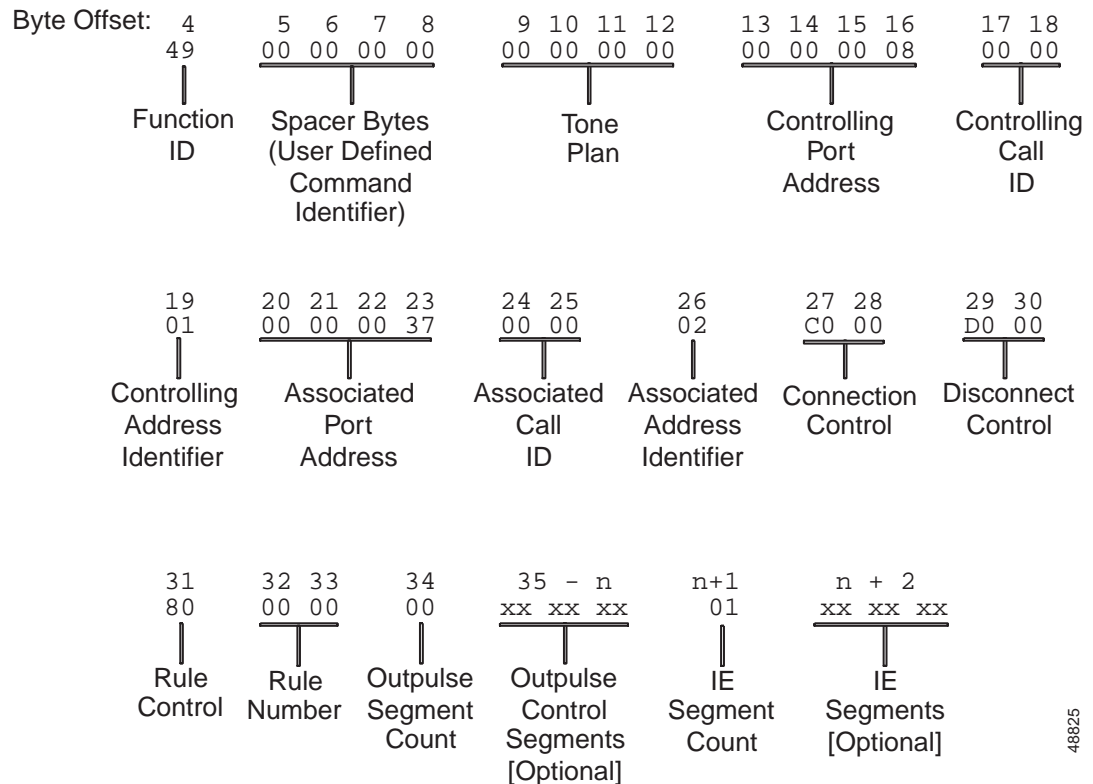 Byte Offset: 4 5 6 7 8 9 10 11 12 13 14 15 16 17 18
49 00 00 00 00 00 00 00 00 00 00 00 08 00 00
Function ID
Spacer Bytes (User Defined Command Identifier)
Tone Plan
Controlling Port Address
Controlling Call ID
19 20 21 22 23 24 25 26 27 28 29 30
01 00 00 00 37 00 00 02 C0 00 D0 00
Controlling Address Identifier
Associated Port Address
Associated Call ID
Associated Address Identifier
Connection Control
Disconnect Control
31 32 33 34 35 - n n+1 n + 2
80 00 00 00 xx xx xx 01 xx xx xx
Rule Control
Rule Number
Outpulse Segment Count
Outpulse Control Segments [Optional]
IE Segment Count
IE Segments [Optional]
48825